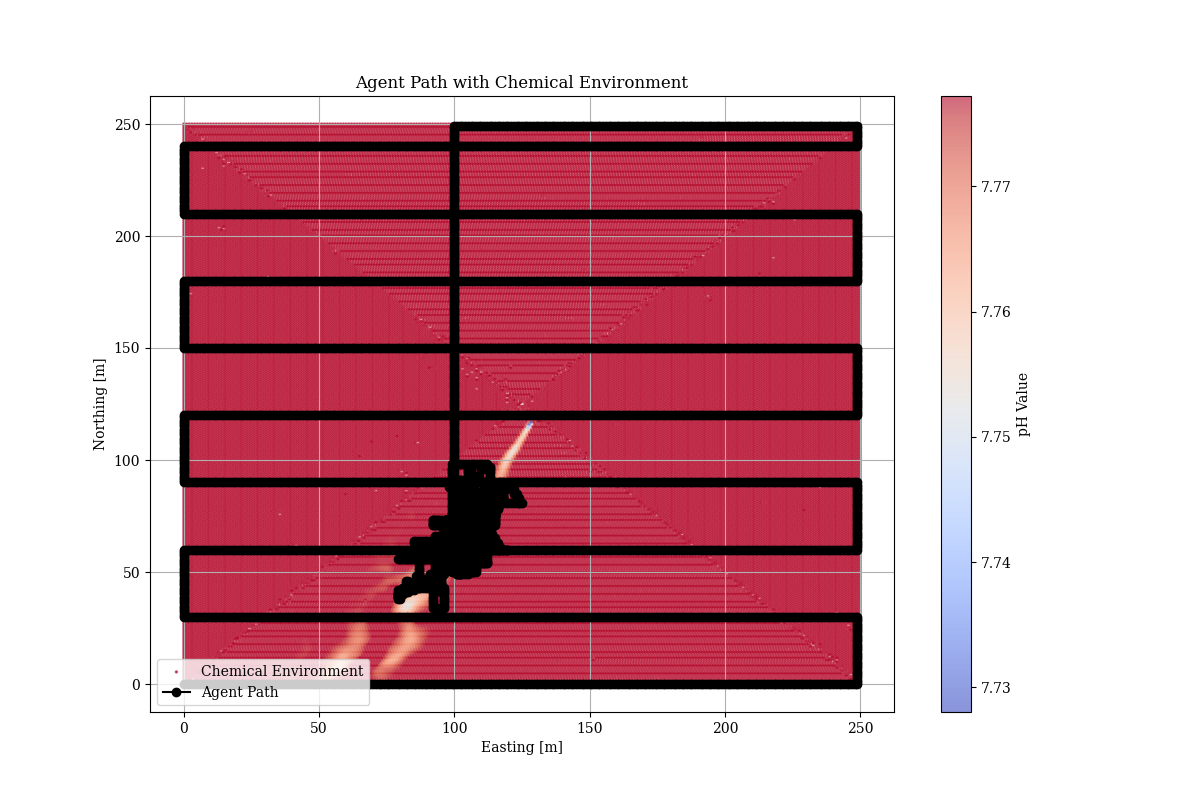 Agent Path with Chemical Environment
250
200
150
100
50
0
Northing [m]
0 50 100 150 200 250
Easting [m]
Chemical Environment
Agent Path
7.77
7.76
7.75
7.74
7.73
pH Value